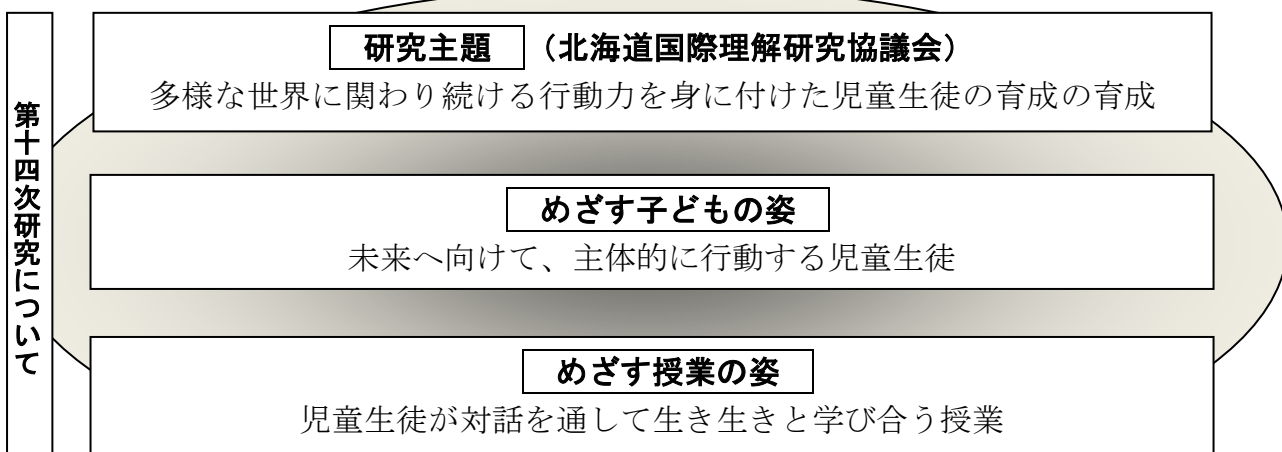 第十四次研究について
研究主題 (北海道国際理解研究協議会)
多様な世界に関わり続ける行動力を身に付けた児童生徒の育成の育成
めざす子どもの姿
未来へ向けて、主体的に行動する児童生徒
めざす授業の姿
児童生徒が対話を通して生き生きと学び合う授業